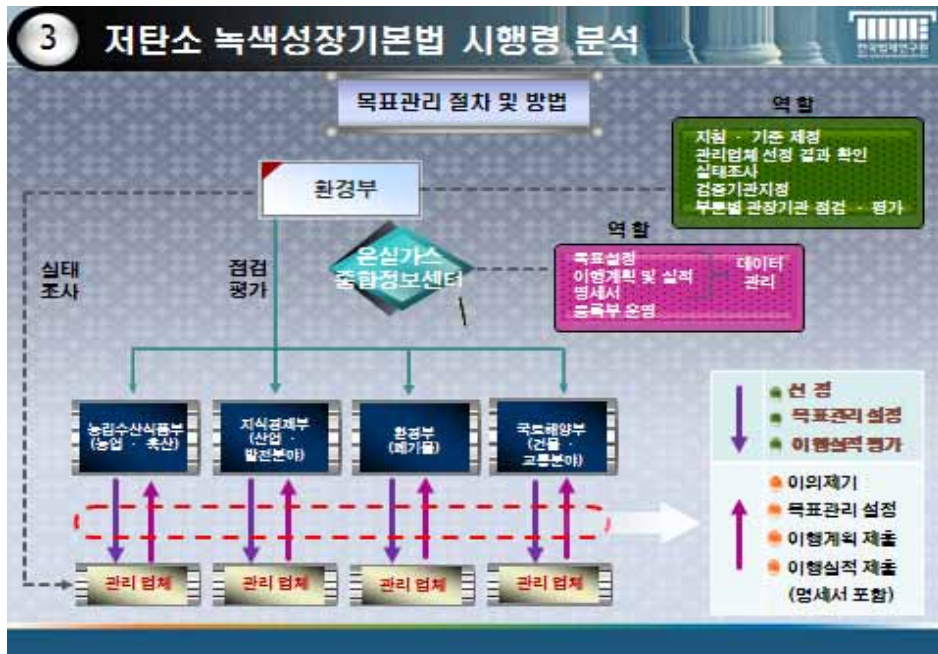 3 저탄소 녹색성장기본법 시행령 분석
한국법제연구원
목표관리 절차 및 방법
역 할
지침 · 기준 제정
관리업체 선정 결과 확인
실태조사
검증기관지정
부문별 관장기관 점검 · 평가
환경부
역 할
온실가스
종합정보센터
목표설정
이행계획 및 실적
명세서
등록부 운영
데이터
관리
실태
조사
점검
평가
농림수산식품부
(농업 · 축산)
지식경제부
(산업 ·
발전분야)
환경부
(폐기물)
국토해양부
(건물 ·
교통분야)
선 정
목표관리 설정
이행실적 평가
이의제기
목표관리 설정
이행계획 제출
이행실적 제출
(명세서 포함)
관리 업체
관리 업체
관리 업체
관리 업체